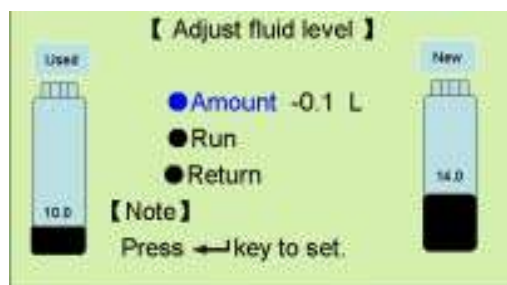 【 Adjust fluid level 】
Used
New
●Amount -0.1 L
●Run
●Return
14.0
10.0
【Note】
Press ↵ key to set.